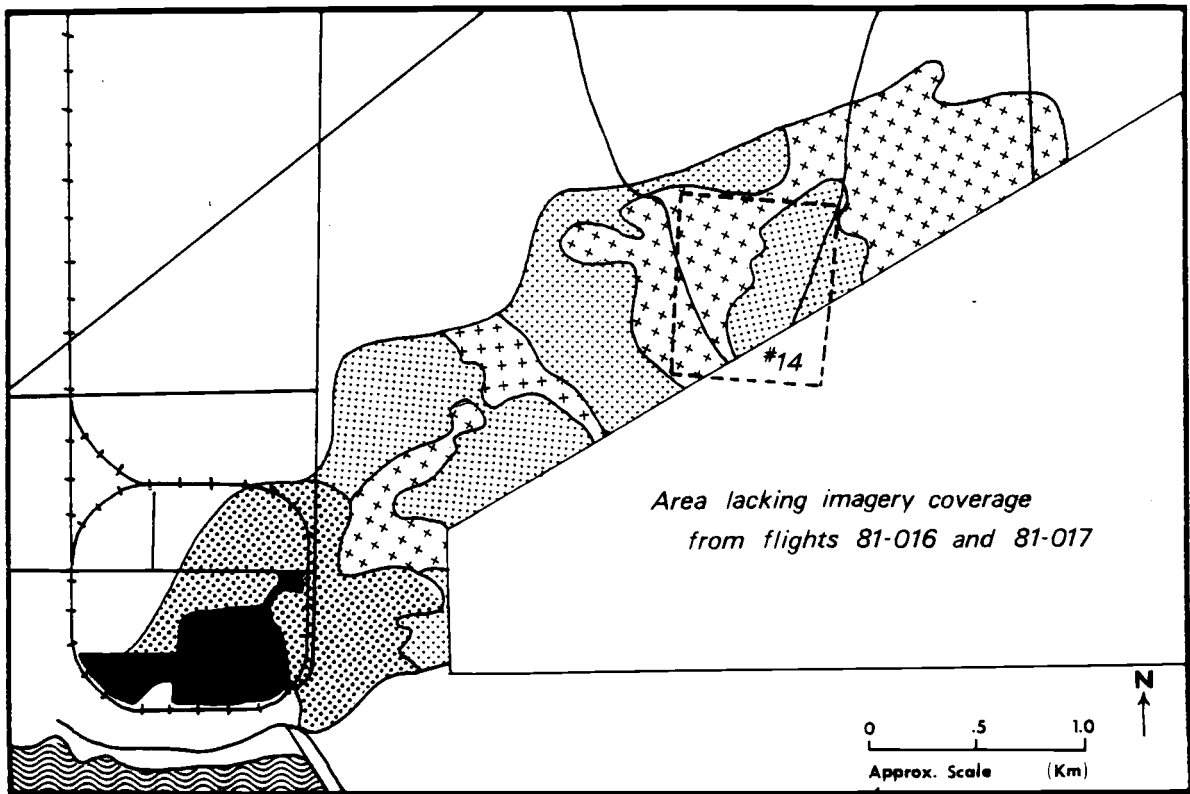 #14
Area lacking imagery coverage
from flights 81-016 and 81-017
N
0 .5 1.0
Approx. Scale (Km)